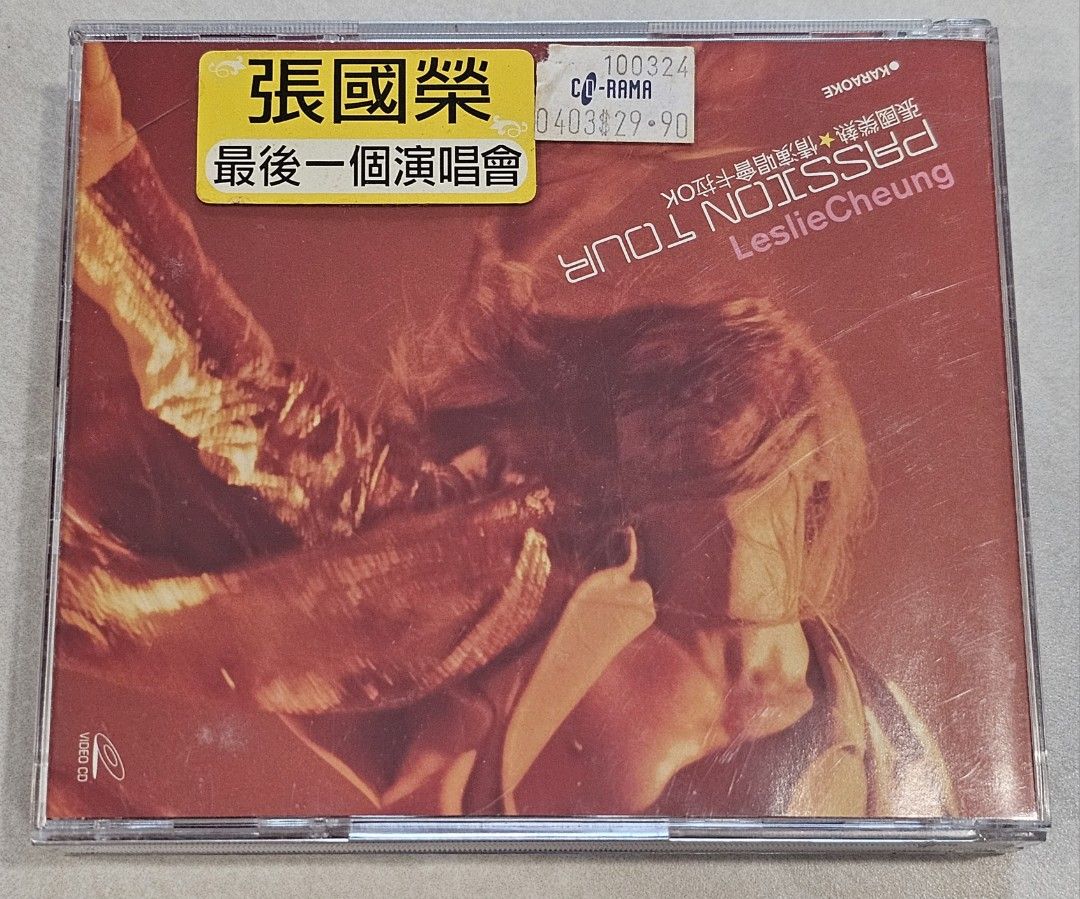 張國榮
最後一個演唱會
100324
CD-RAMA
0403$29.90
●KARAOKE
張國榮熱★情演唱會卡拉OK
PASSION TOUR
LeslieCheung
VIDEO CD